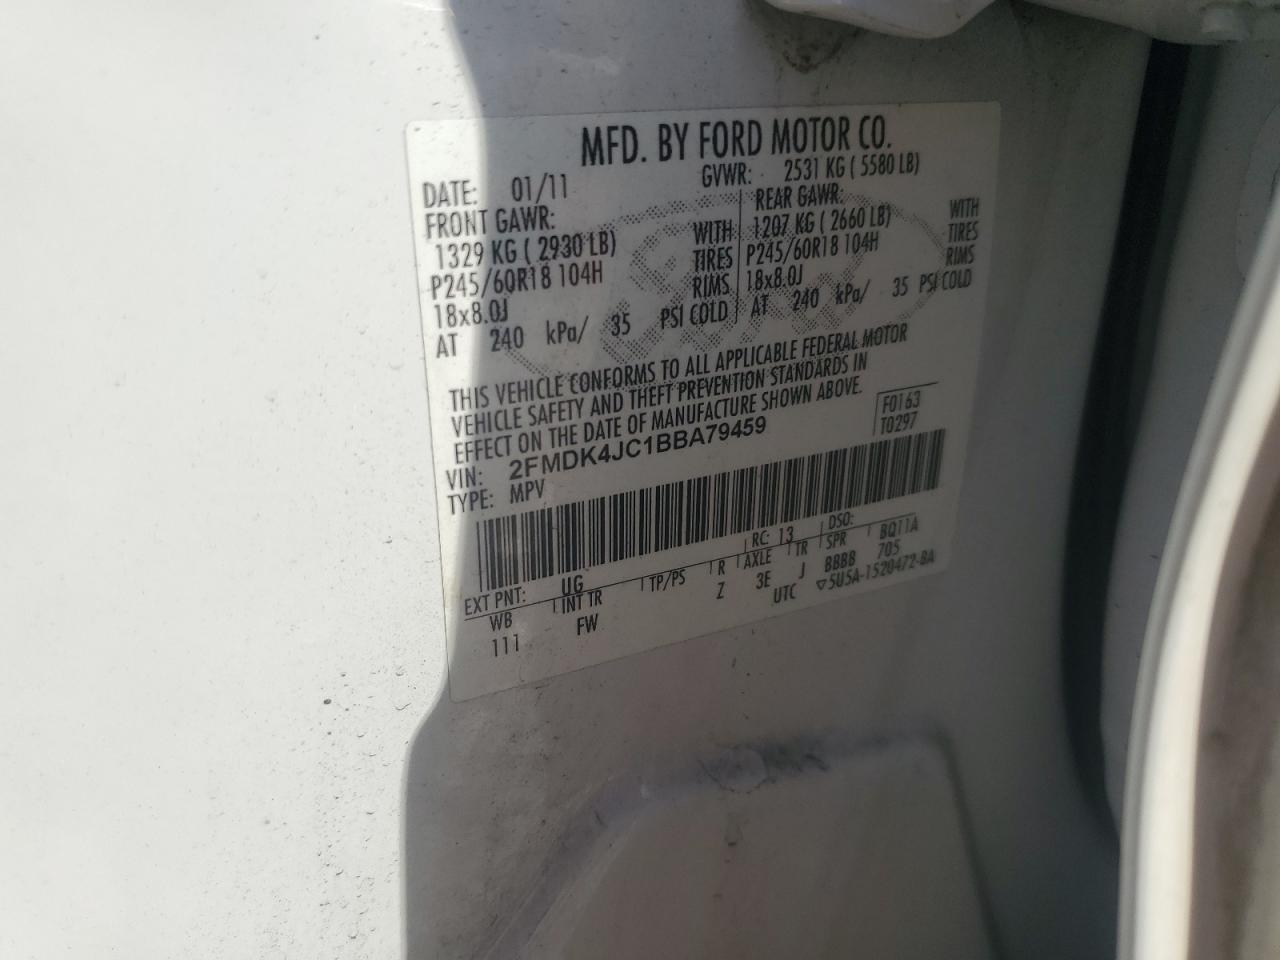 MFD. BY FORD MOTOR CO.
DATE: 01/11 GVWR: 2531 KG ( 5580 LB)
FRONT GAWR: REAR GAWR:
1329 KG ( 2930 LB) WITH 1207 KG ( 2660 LB) WITH
P245/60R18 104H TIRES P245/60R18 104H TIRES
18x8.0J RIMS 18x8.0J RIMS
AT 240 kPa/ 35 PSI COLD AT 240 kPa/ 35 PSI COLD
THIS VEHICLE CONFORMS TO ALL APPLICABLE FEDERAL MOTOR
VEHICLE SAFETY AND THEFT PREVENTION STANDARDS IN
EFFECT ON THE DATE OF MANUFACTURE SHOWN ABOVE.
VIN: 2FMDK4JC1BBA79459 F0163
TYPE: MPV T0297
EXT PNT: UG RC: 13 DSO:
WB INT TR TP/PS R AXLE TR SPR BQ11A
111 FW Z 3E J BBBB 705
UTC ▽5U5A-1520472-BA